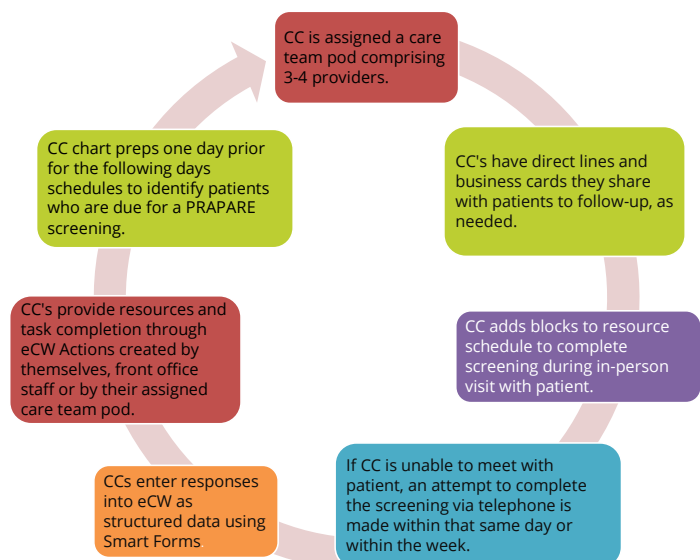 CC is assigned a care
team pod comprising
3-4 providers.
CC's have direct lines and
business cards they share
with patients to follow-up, as
needed.
CC adds blocks to resource
schedule to complete
screening during in-person
visit with patient.
If CC is unable to meet with
patient, an attempt to complete
the screening via telephone is
made within that same day or
within the week.
CCs enter responses
into eCW as
structured data using
Smart Forms
CC's provide resources and
task completion through
eCW Actions created by
themselves, front office
staff or by their assigned
care team pod.
CC chart preps one day prior
for the following days
schedules to identify patients
who are due for a PRAPARE
screening.